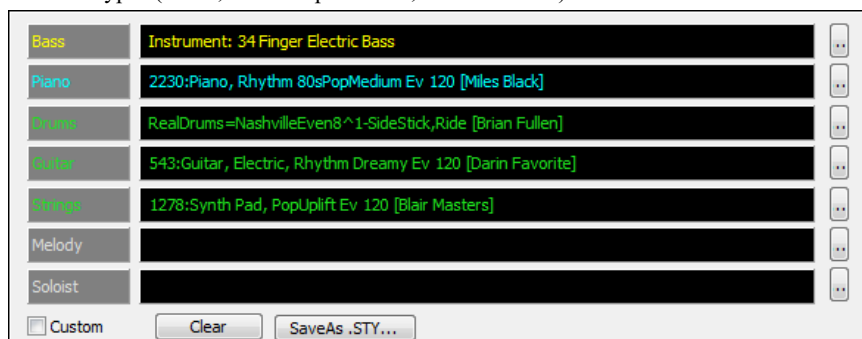 Bass Instrument: 34 Finger Electric Bass ..
Piano 2230:Piano, Rhythm 80sPopMedium Ev 120 [Miles Black] ..
Drums RealDrums=NashvilleEven8^1-SideStick,Ride [Brian Fullen] ..
Guitar 543:Guitar, Electric, Rhythm Dreamy Ev 120 [Darin Favorite] ..
Strings 1278:Synth Pad, PopUplift Ev 120 [Blair Masters] ..
Melody ..
Soloist ..
Custom Clear SaveAs .STY...